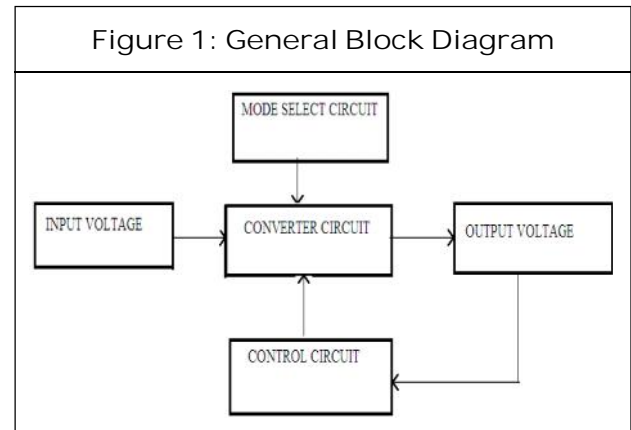 Figure 1: General Block Diagram
MODE SELECT CIRCUIT
INPUT VOLTAGE
CONVERTER CIRCUIT
OUTPUT VOLTAGE
CONTROL CIRCUIT